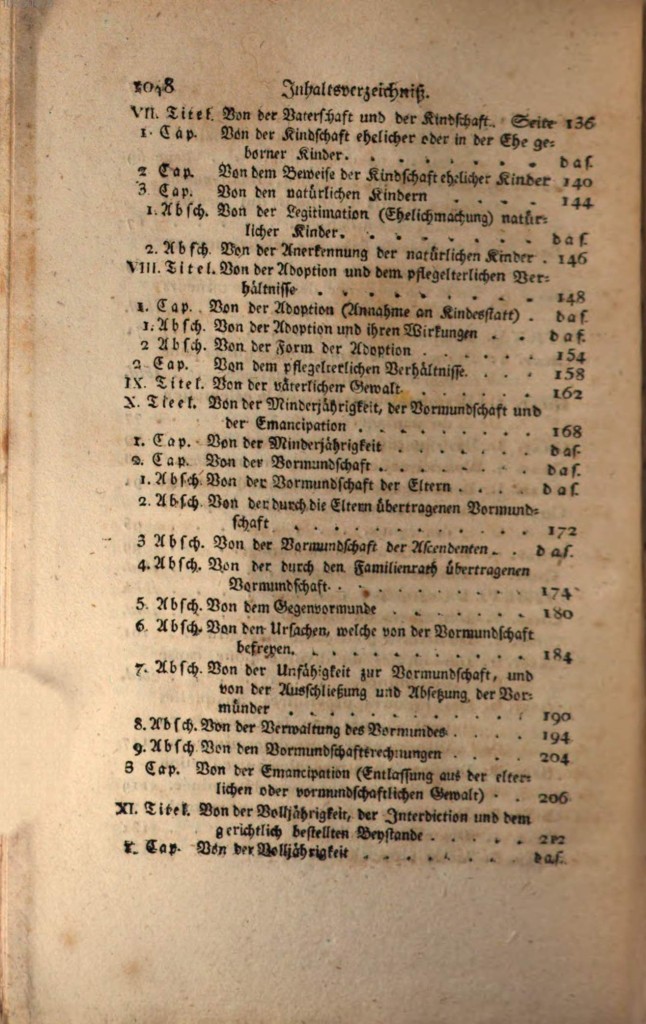 1048 Inhaltsverzeichniß.
VII. Titel. Von der Vaterschaft und der Kindschaft. Seite 136
1. Cap. Von der Kindschaft ehelicher oder in der Ehe ge=
borner Kinder. . . . . . . . das.
2 Cap. Von dem Beweise der Kindschaft ehelicher Kinder 140
3 Cap. Von den natürlichen Kindern . . . . 144
1. Absch. Von der Legitimation (Ehelichmachung) natür=
licher Kinder. . . . . . . . das.
2. Absch. Von der Anerkennung der natürlichen Kinder . 146
VIII. Titel. Von der Adoption und dem pflegelterlichen Ver=
hältnisse . . . . . . . . 148
1. Cap. Von der Adoption (Annahme an Kindesstatt) . das.
1. Absch. Von der Adoption und ihren Wirkungen . . das.
2 Absch. Von der Form der Adoption . . . . . 154
2 Cap. Von dem pflegelterlichen Verhältnisse. . . . 158
IX. Titel. Von der väterlichen Gewalt . . . . . 162
X. Titel. Von der Minderjährigkeit, der Vormundschaft und
der Emancipation . . . . . . . . 168
1. Cap. Von der Minderjährigkeit . . . . . . das.
2. Cap. Von der Vormundschaft . . . . . . das.
1. Absch. Von der Vormundschaft der Eltern . . . . das.
2. Absch. Von der durch die Eltern übertragenen Vormund=
schaft . . . . . . . . . . . 172
3 Absch. Von der Vormundschaft der Ascendenten . . das.
4. Absch. Von der durch den Familienrath übertragenen
Vormundschaft . . . . . . . . . 174
5. Absch. Von dem Gegenvormunde . . . . . . 180
6. Absch. Von den Ursachen, welche von der Vormundschaft
befreyen. . . . . . . . . . . 184
7. Absch. Von der Unfähigkeit zur Vormundschaft, und
von der Ausschließung und Absetzung der Vor=
münder . . . . . . . . . . . 190
8. Absch. Von der Verwaltung des Vormundes . . . . 194
9. Absch. Von den Vormundschaftsrechnungen . . . . 204
3 Cap. Von der Emancipation (Entlassung aus der elter=
lichen oder vormundschaftlichen Gewalt) . . 206
XI. Titel. Von der Volljährigkeit, der Interdiction und dem
gerichtlich bestellten Beystande . . . . . 212
1. Cap. Von der Volljährigkeit . . . . . . . das.